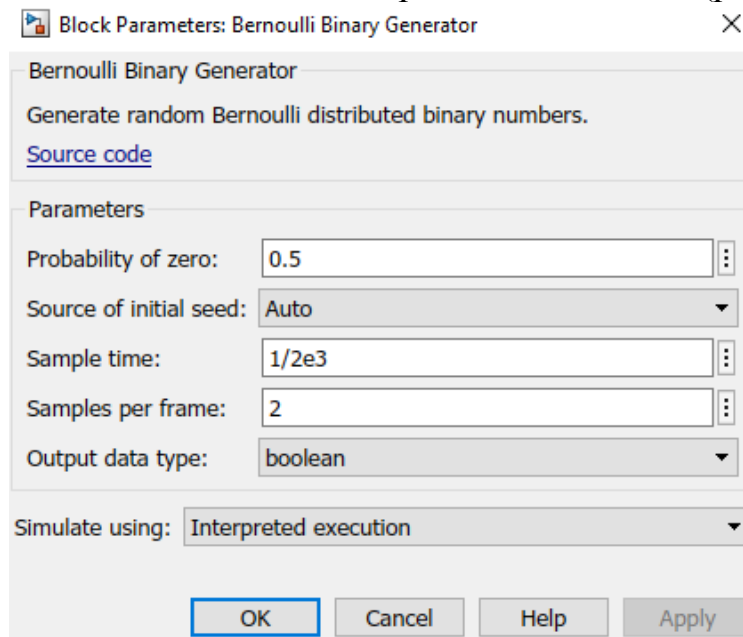 Block Parameters: Bernoulli Binary Generator
Bernoulli Binary Generator
Generate random Bernoulli distributed binary numbers.
Source code
Parameters
Probability of zero: 0.5
Source of initial seed: Auto
Sample time: 1/2e3
Samples per frame: 2
Output data type: boolean
Simulate using: Interpreted execution
OK Cancel Help Apply